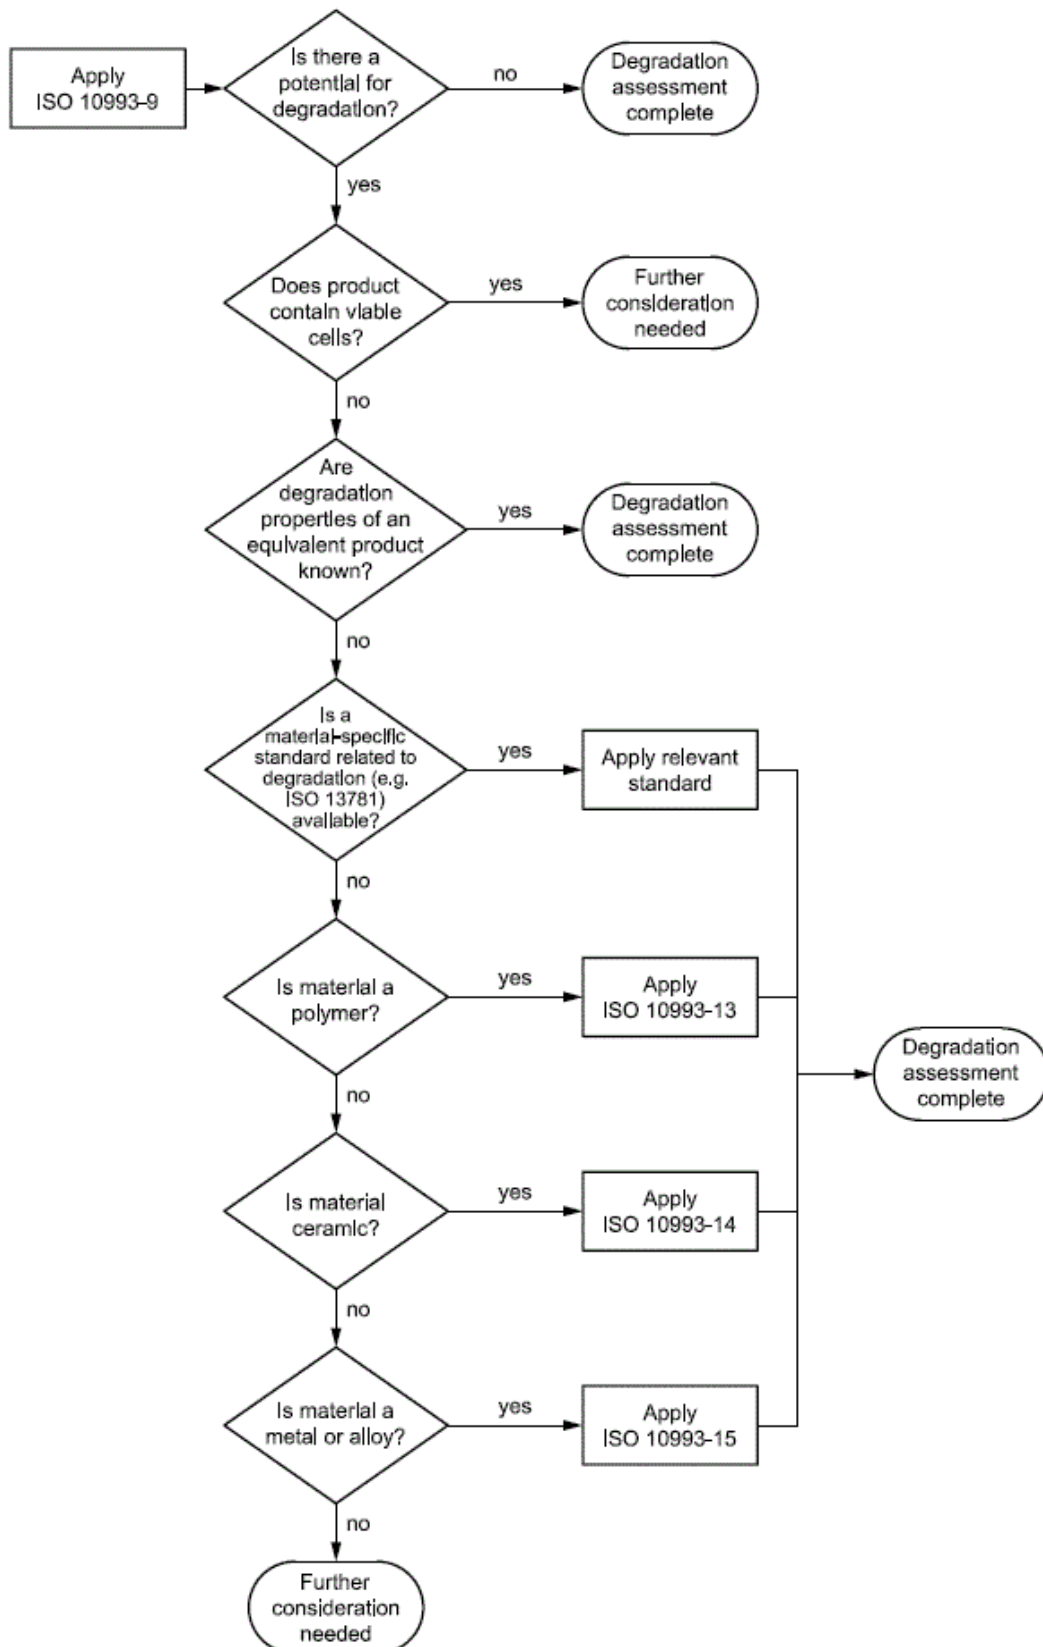 Apply
ISO 10993-9
Is there a
potential for
degradation?
no
Degradation
assessment
complete
yes
Does product
contain viable
cells?
yes
Further
consideration
needed
no
Are
degradation
properties of an
equivalent product
known?
yes
Degradation
assessment
complete
no
Is a
material-specific
standard related to
degradation (e.g.
ISO 13781)
available?
yes
Apply relevant
standard
no
Is material a
polymer?
yes
Apply
ISO 10993-13
Degradation
assessment
complete
no
Is material
ceramic?
yes
Apply
ISO 10993-14
no
Is material a
metal or alloy?
yes
Apply
ISO 10993-15
no
Further
consideration
needed